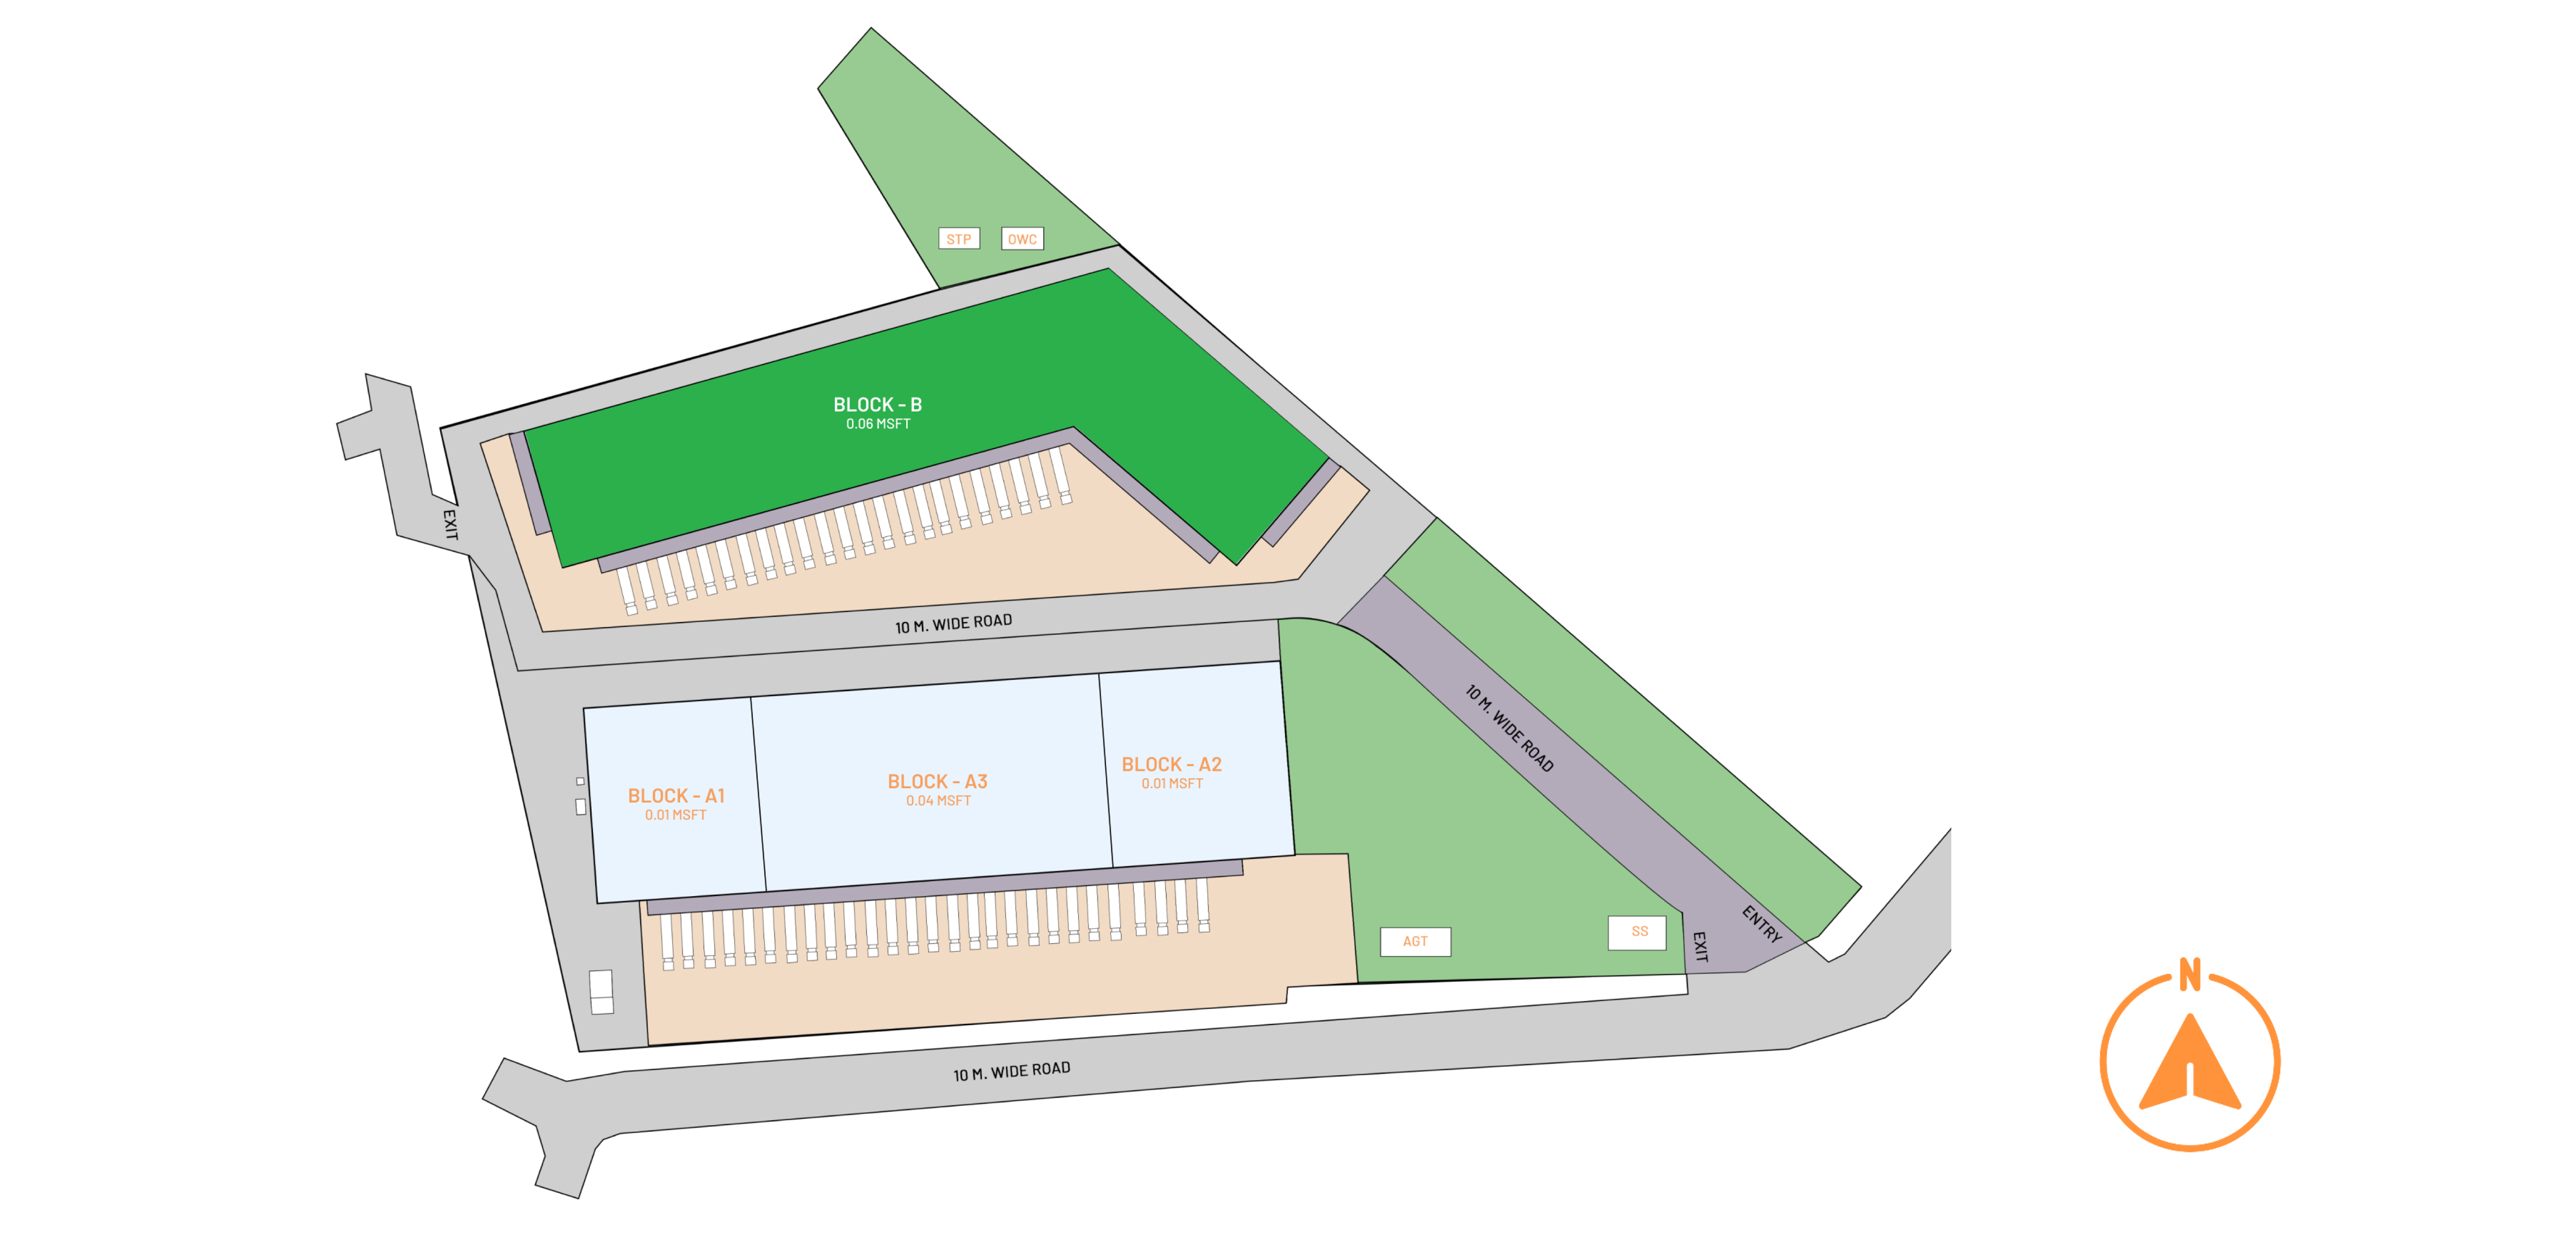 STP
OWC
BLOCK - B
0.06 MSFT
EXIT
10 M. WIDE ROAD
10 M. WIDE ROAD
BLOCK - A1
0.01 MSFT
BLOCK - A3
0.04 MSFT
BLOCK - A2
0.01 MSFT
AGT
SS
EXIT
ENTRY
10 M. WIDE ROAD
N